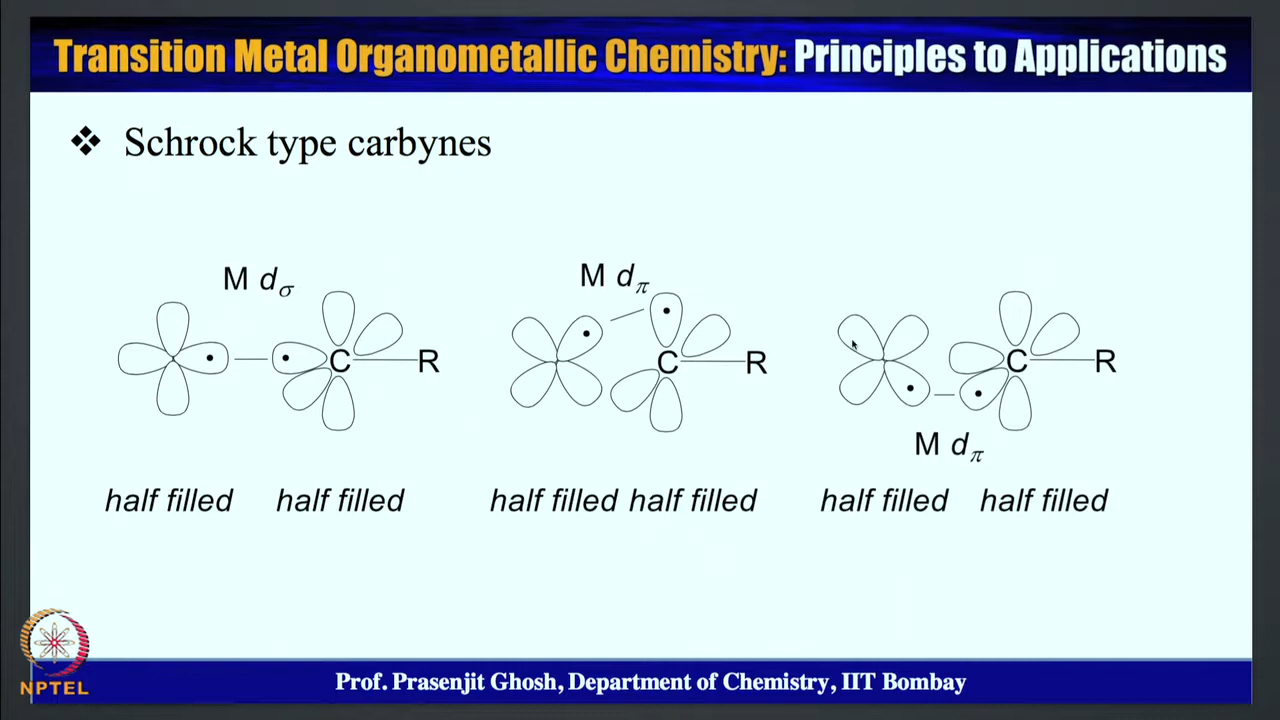 Transition Metal Organometallic Chemistry: Principles to Applications
❖ Schrock type carbynes
M dσ
M dπ
C R
C R
C R
M dπ
half filled half filled half filled half filled half filled half filled
NPTEL
Prof. Prasenjit Ghosh, Department of Chemistry, IIT Bombay